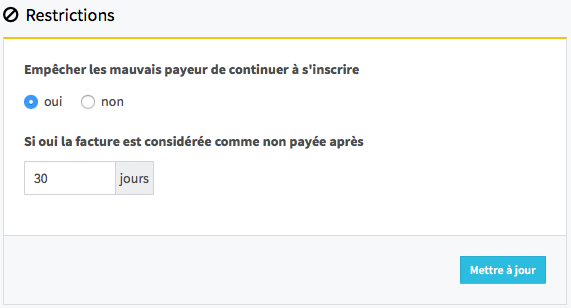 Restrictions
Empêcher les mauvais payeur de continuer à s'inscrire
oui non
Si oui la facture est considérée comme non payée après
30 jours
Mettre à jour